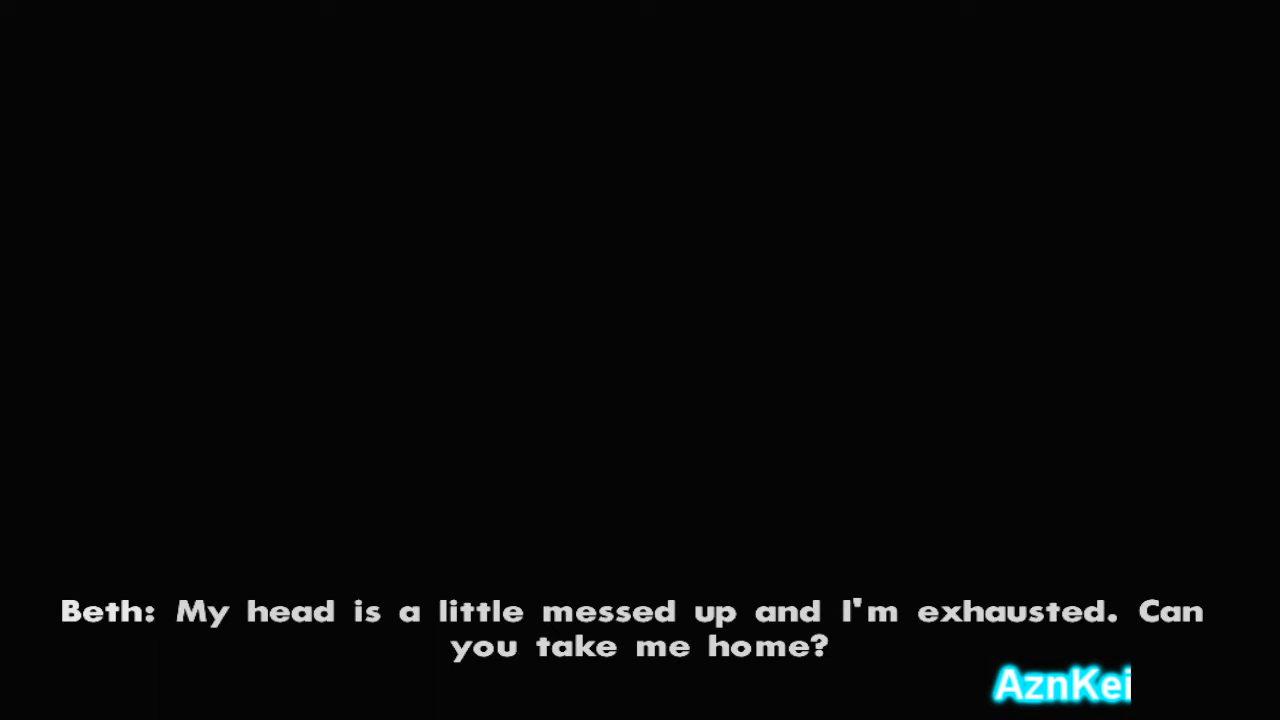 Beth: My head is a little messed up and I'm exhausted. Can
you take me home?
AznKei